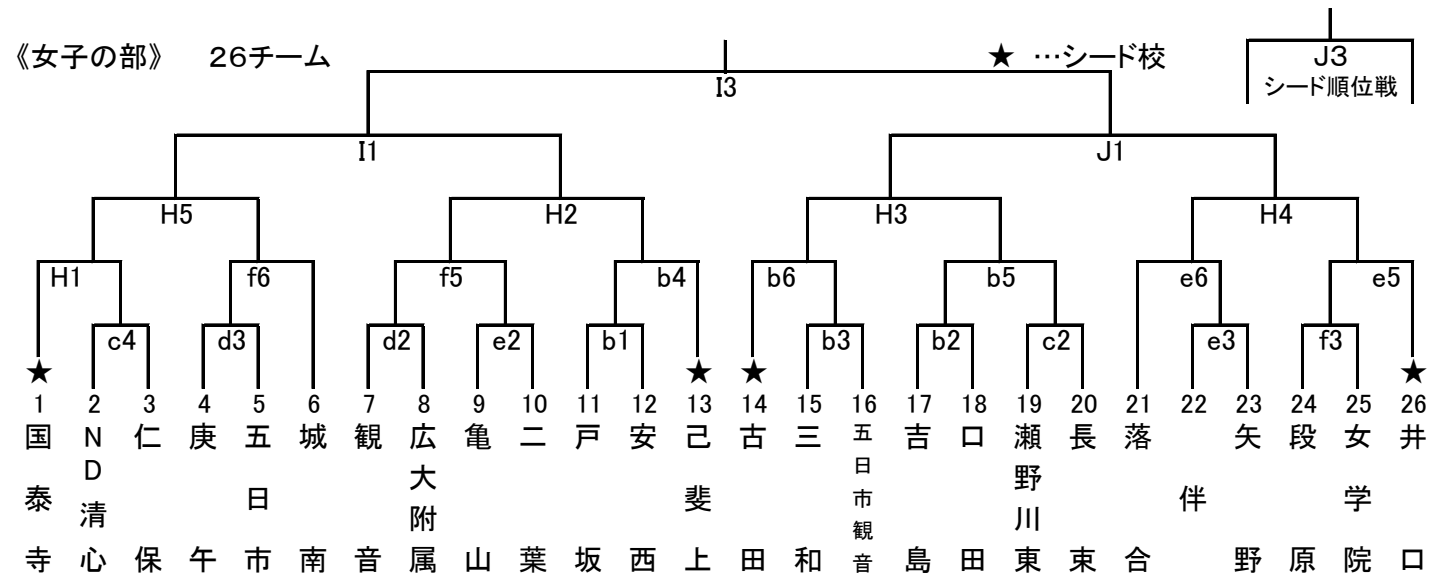 《女子の部》　２６チーム
★ …シード校
J3
シード順位戦
I3
I1
J1
H5
H2
H3
H4
H1
f6
f5
b4
b6
b5
e6
e5
c4
d3
d2
e2
b1
b3
b2
c2
e3
f3
★ ★ ★ ★
1 2 3 4 5 6 7 8 9 10 11 12 13 14 15 16 17 18 19 20 21 22 23 24 25 26
国泰寺
ND清心
仁保
庚午
五日市
城南
観音
広大附属
亀山
二葉
戸坂
安西
己斐上
古田
三和
五日市観音
吉島
口田
瀬野川東
長東
落合
伴
矢野
段原
女学院
井口